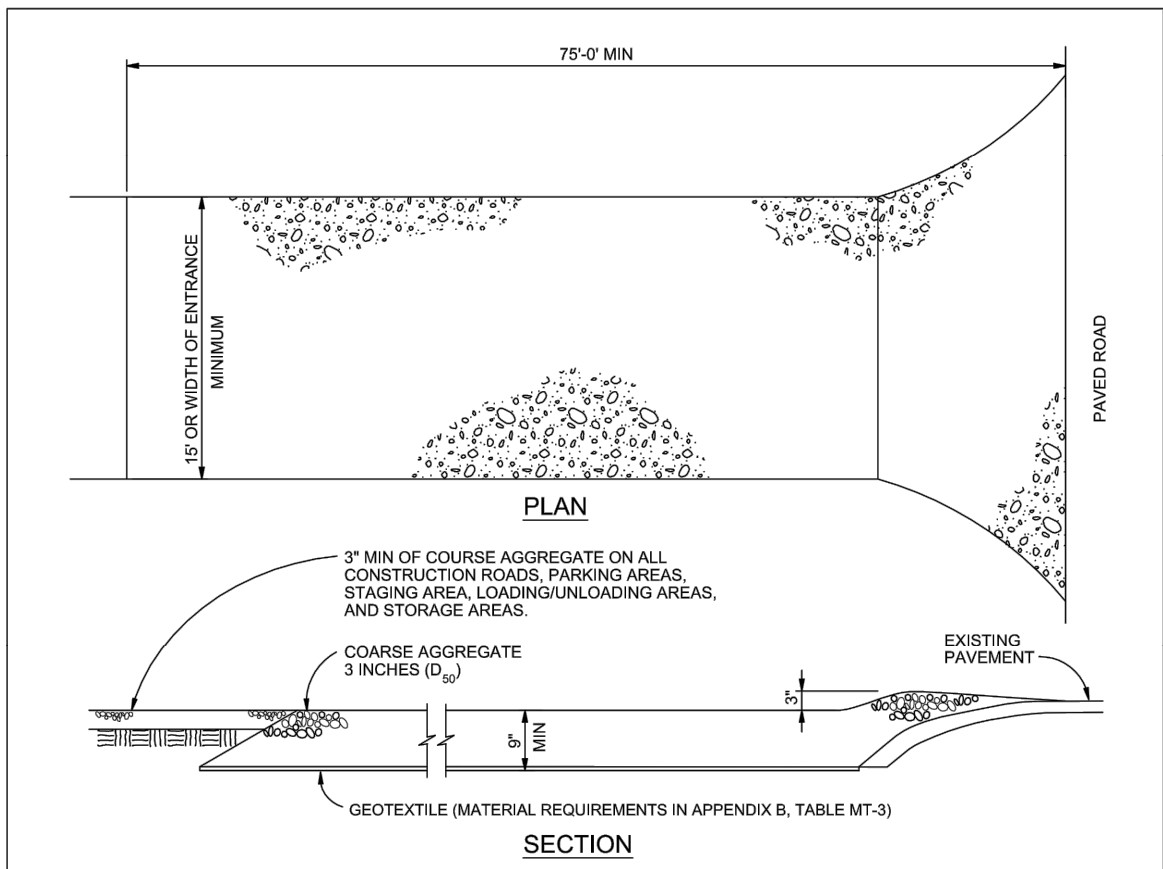 75'-0' MIN
15' OR WIDTH OF ENTRANCE
MINIMUM
PAVED ROAD
PLAN
3" MIN OF COURSE AGGREGATE ON ALL
CONSTRUCTION ROADS, PARKING AREAS,
STAGING AREA, LOADING/UNLOADING AREAS,
AND STORAGE AREAS.
COARSE AGGREGATE
3 INCHES (D50)
EXISTING
PAVEMENT
3"
9"
MIN
GEOTEXTILE (MATERIAL REQUIREMENTS IN APPENDIX B, TABLE MT-3)
SECTION